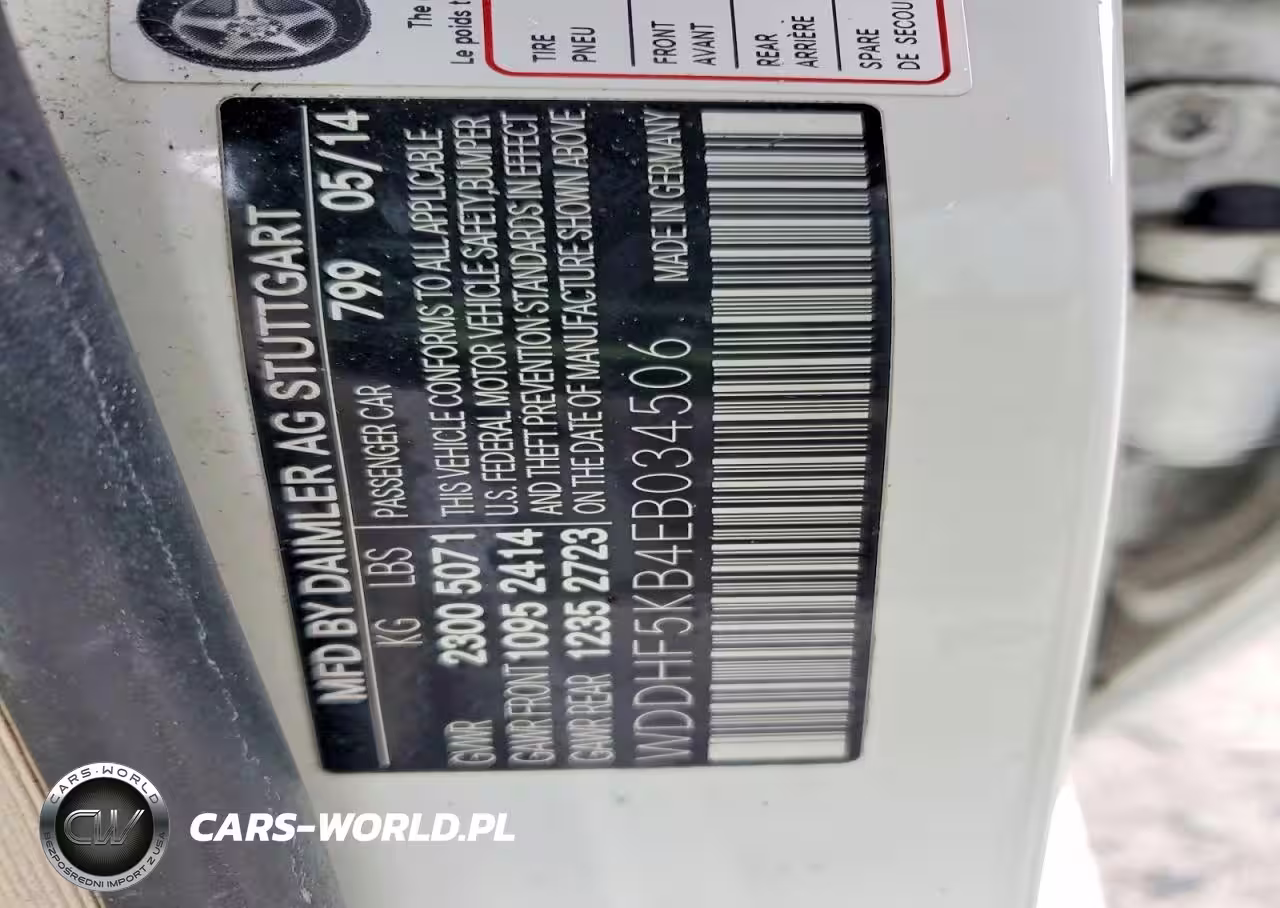 The
Le poids t
TIRE
PNEU
FRONT
AVANT
REAR
ARRIÈRE
SPARE
DE SECOU
MFD BY DAIMLER AG STUTTGART
799 05/14
KG LBS
PASSENGER CAR
GVWR 2300 5071
GAWR FRONT 1095 2414
GAWR REAR 1235 2723
THIS VEHICLE CONFORMS TO ALL APPLICABLE
U.S. FEDERAL MOTOR VEHICLE SAFETY,BUMPER
AND THEFT PREVENTION STANDARDS IN EFFECT
ON THE DATE OF MANUFACTURE SHOWN ABOVE
WDDHF5KB4EB034506
MADE IN GERMANY
CARS-WORLD
CW
BEZPOŚREDNI IMPORT Z USA
CARS-WORLD.PL